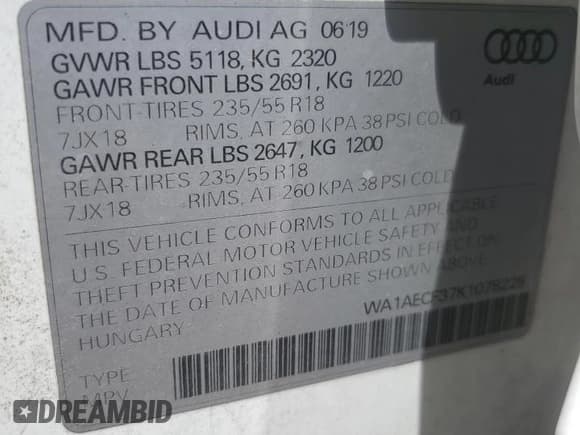 MFD. BY AUDI AG 0619
GVWR LBS 5118, KG 2320
GAWR FRONT LBS 2691, KG 1220
FRONT-TIRES 235/55 R18
7JX18 RIMS, AT 260 KPA 38 PSI COLD
GAWR REAR LBS 2647, KG 1200
REAR-TIRES 235/55 R18
7JX18 RIMS, AT 260 KPA 38 PSI COLD
Audi
THIS VEHICLE CONFORMS TO ALL APPLICABLE
U.S. FEDERAL MOTOR VEHICLE SAFETY AND
THEFT PREVENTION STANDARDS IN EFFECT ON
THE DATE OF MANUFACTURE SHOWN ABOVE
HUNGARY
TYPE
MPV
DREAMBID